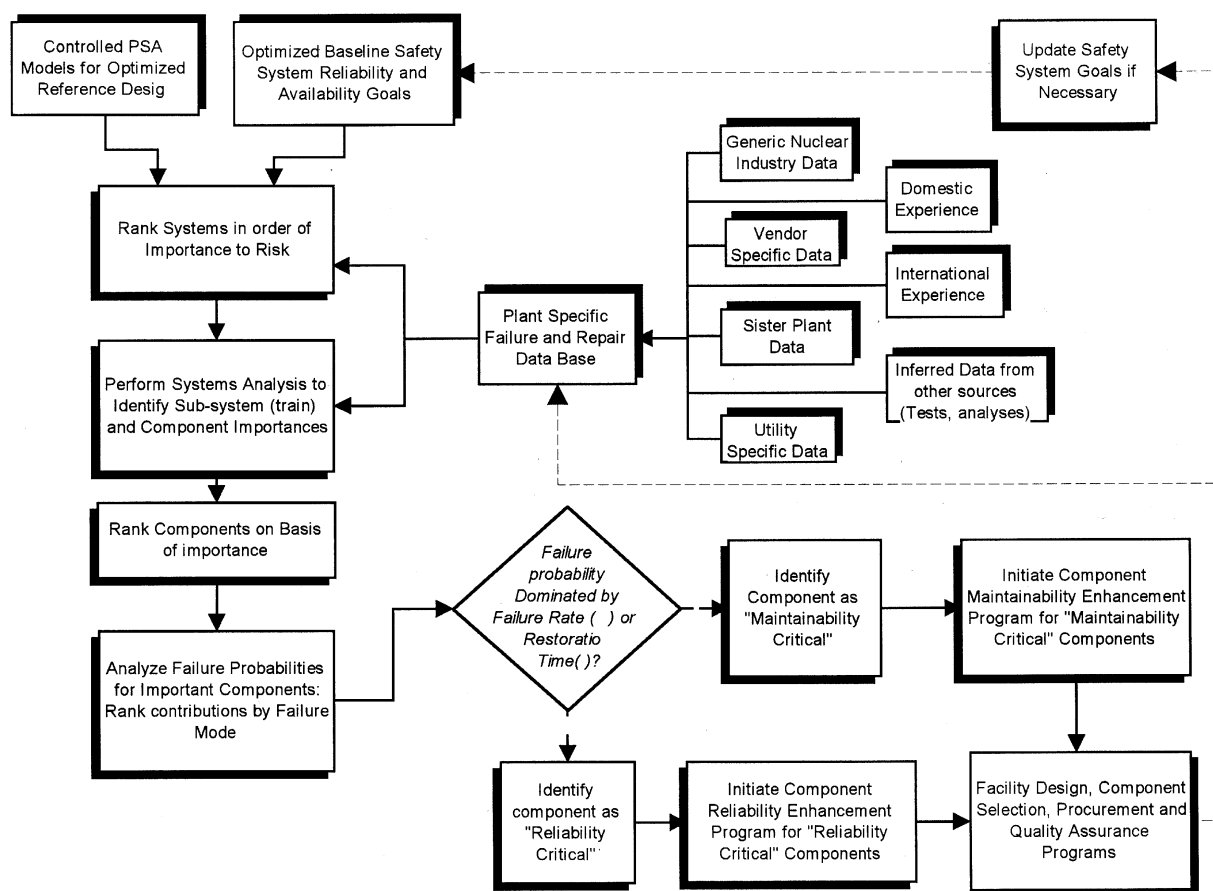 Controlled PSA
Models for Optimized
Reference Desig
Optimized Baseline Safety
System Reliability and
Availability Goals
Update Safety
System Goals if
Necessary
Generic Nuclear
Industry Data
Domestic
Experience
Vendor
Specific Data
International
Experience
Sister Plant
Data
Inferred Data from
other sources
(Tests, analyses)
Utility
Specific Data
Plant Specific
Failure and Repair
Data Base
Rank Systems in order of
Importance to Risk
Perform Systems Analysis to
Identify Sub-system (train)
and Component Importances
Rank Components on Basis
of importance
Analyze Failure Probabilities
for Important Components:
Rank contributions by Failure
Mode
Failure
probability
Dominated by
Failure Rate ( ) or
Restoratio
Time( )?
Identify
Component as
"Maintainability
Critical"
Initiate Component
Maintainability Enhancement
Program for "Maintainability
Critical" Components
Identify
component as
"Reliability
Critical"
Initiate Component
Reliability Enhancement
Program for "Reliability
Critical" Components
Facility Design, Component
Selection, Procurement and
Quality Assurance
Programs